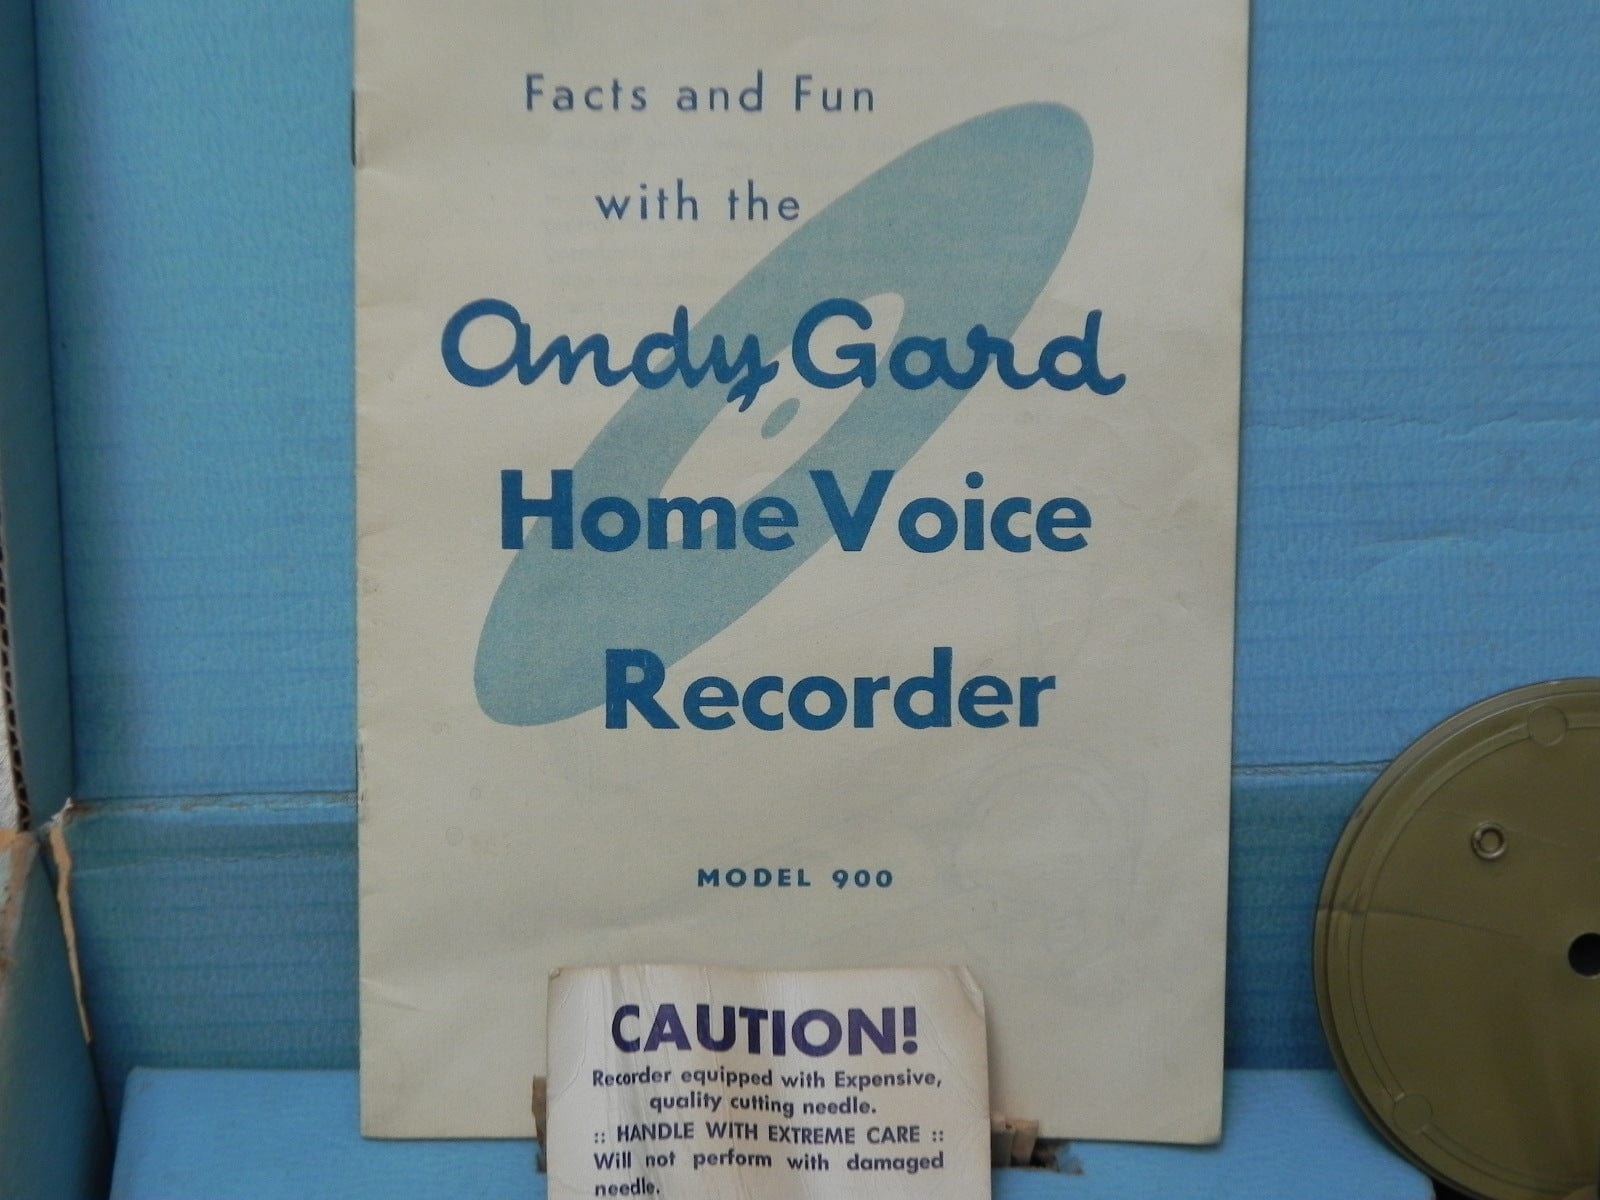 Facts and Fun
with the
Andy Gard
Home Voice
Recorder
MODEL 900
CAUTION!
Recorder equipped with Expensive,
quality cutting needle.
:: HANDLE WITH EXTREME CARE ::
Will not perform with damaged
needle.